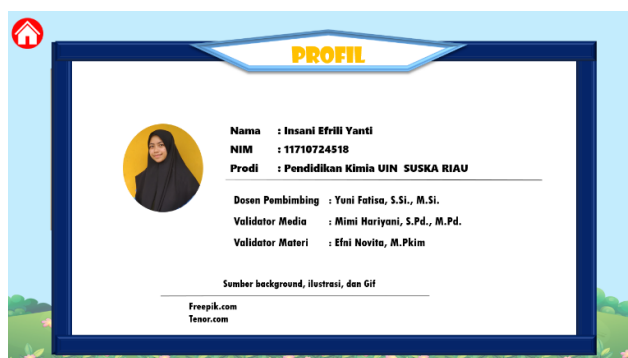 PROFIL
Nama : Insani Efrili Yanti
NIM : 11710724518
Prodi : Pendidikan Kimia UIN SUSKA RIAU
Dosen Pembimbing : Yuni Fatisa, S.Si., M.Si.
Validator Media : Mimi Hariyani, S.Pd., M.Pd.
Validator Materi : Efni Novita, M.Pkim
Sumber background, ilustrasi, dan Gif
Freepik.com
Tenor.com